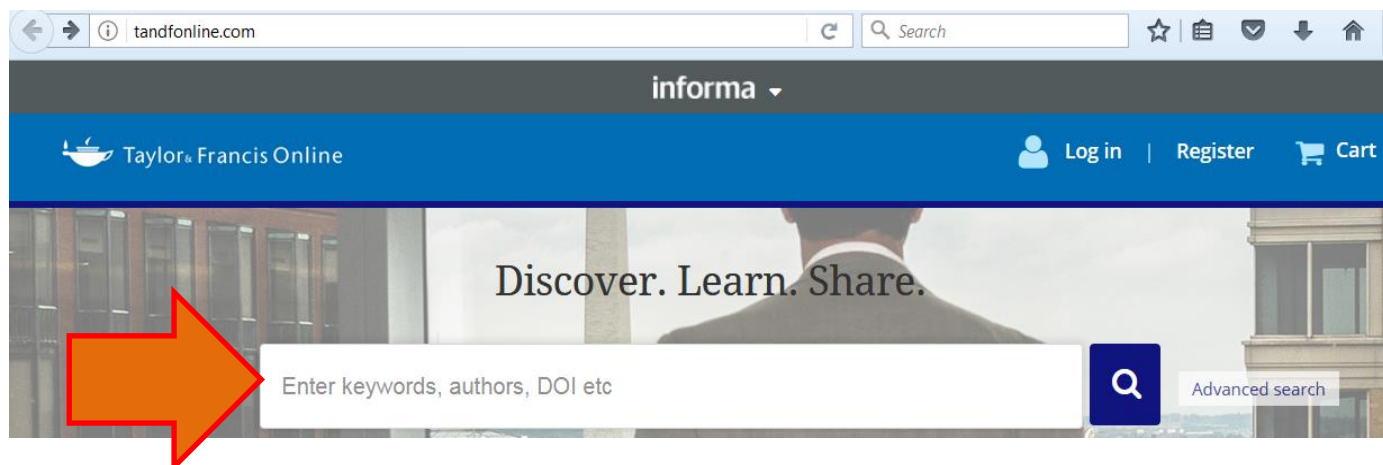 tandfonline.com Search
informa
Taylor & Francis Online Log in | Register Cart
Discover. Learn. Share.
Enter keywords, authors, DOI etc
Advanced search